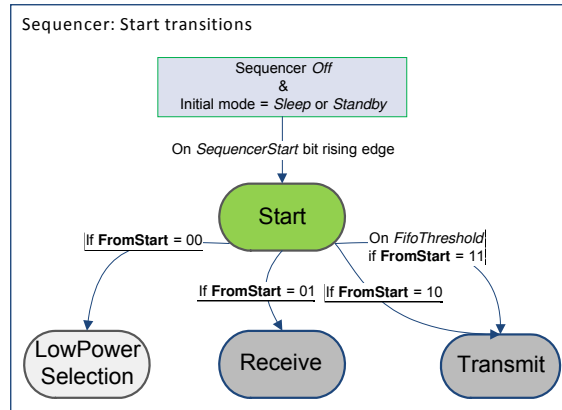 Sequencer: Start transitions
Sequencer Off
&
Initial mode = Sleep or Standby
On SequencerStart bit rising edge
Start
If FromStart = 00
On FifoThreshold
if FromStart = 11
If FromStart = 01
If FromStart = 10
LowPower
Selection
Receive
Transmit